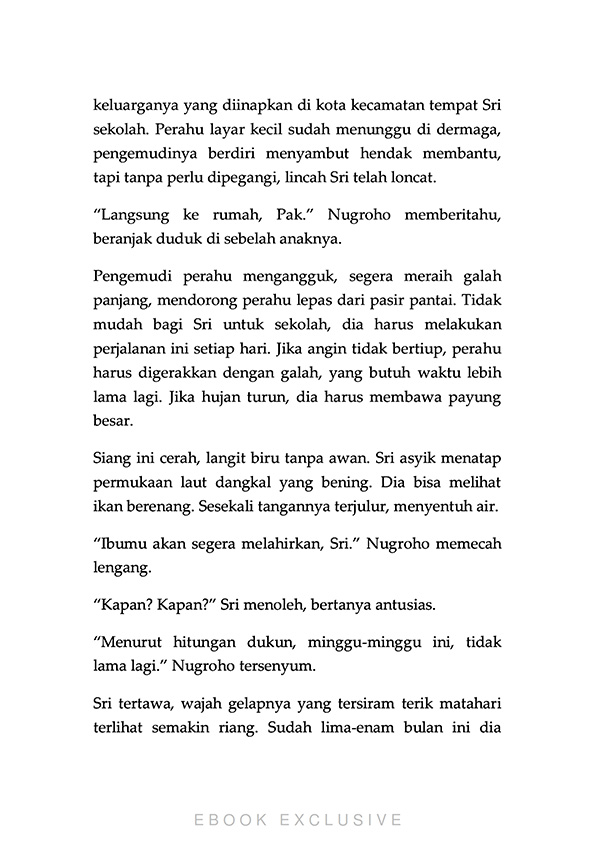 keluarganya yang diinapkan di kota kecamatan tempat Sri
sekolah. Perahu layar kecil sudah menunggu di dermaga,
pengemudinya berdiri menyambut hendak membantu,
tapi tanpa perlu dipegangi, lincah Sri telah loncat.
“Langsung ke rumah, Pak.” Nugroho memberitahu,
beranjak duduk di sebelah anaknya.
Pengemudi perahu mengangguk, segera meraih galah
panjang, mendorong perahu lepas dari pasir pantai. Tidak
mudah bagi Sri untuk sekolah, dia harus melakukan
perjalanan ini setiap hari. Jika angin tidak bertiup, perahu
harus digerakkan dengan galah, yang butuh waktu lebih
lama lagi. Jika hujan turun, dia harus membawa payung
besar.
Siang ini cerah, langit biru tanpa awan. Sri asyik menatap
permukaan laut dangkal yang bening. Dia bisa melihat
ikan berenang. Sesekali tangannya terjulur, menyentuh air.
“Ibumu akan segera melahirkan, Sri.” Nugroho memecah
lengang.
“Kapan? Kapan?” Sri menoleh, bertanya antusias.
“Menurut hitungan dukun, minggu-minggu ini, tidak
lama lagi.” Nugroho tersenyum.
Sri tertawa, wajah gelapnya yang tersiram terik matahari
terlihat semakin riang. Sudah lima-enam bulan ini dia
EBOOK EXCLUSIVE